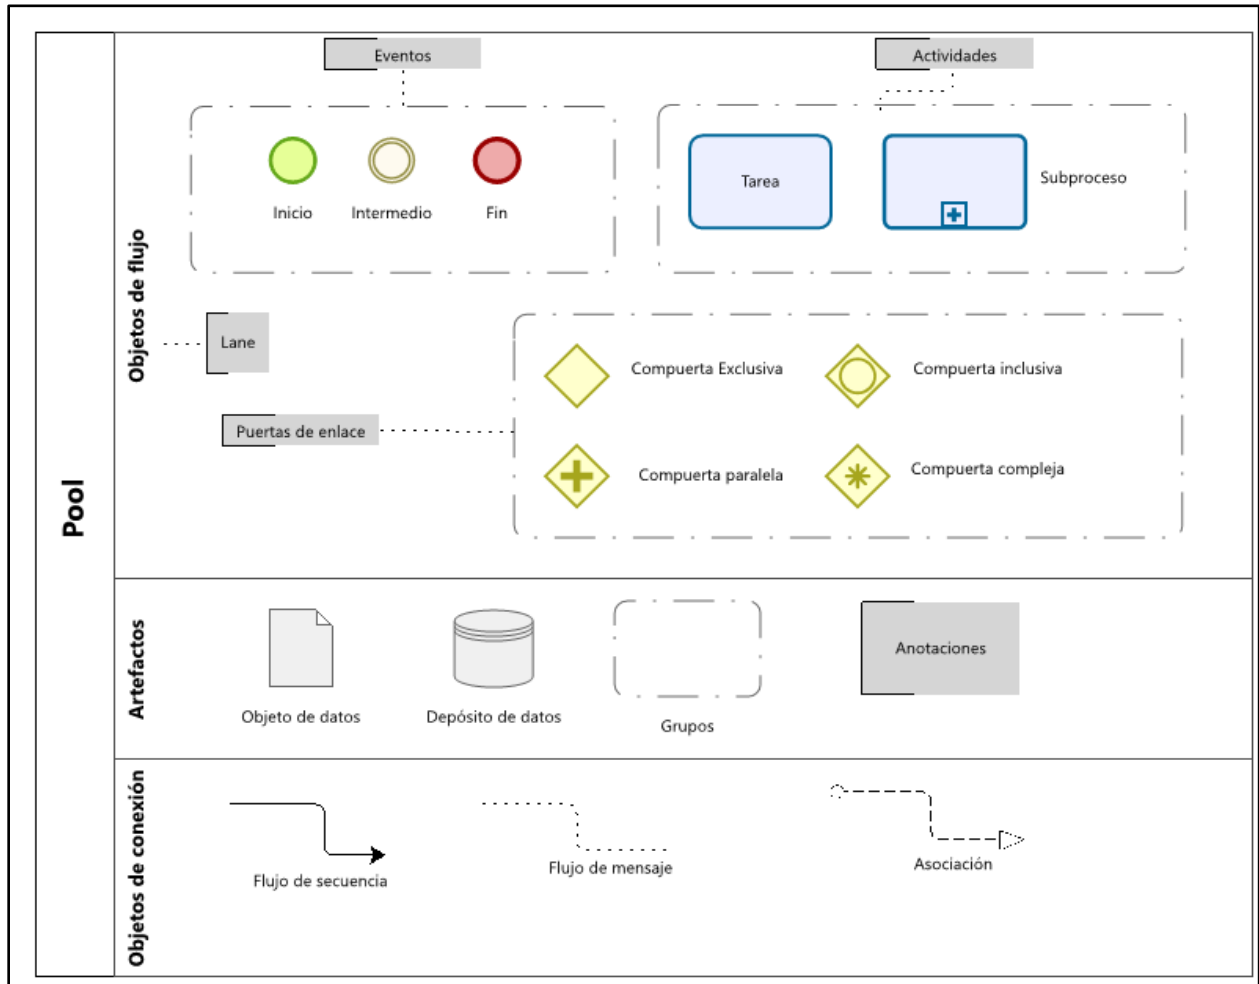 Pool
Objetos de flujo
Eventos
Actividades
Inicio
Intermedio
Fin
Tarea
Subproceso
Lane
Puertas de enlace
Compuerta Exclusiva
Compuerta inclusiva
Compuerta paralela
Compuerta compleja
Artefactos
Objeto de datos
Depósito de datos
Grupos
Anotaciones
Objetos de conexión
Flujo de secuencia
Flujo de mensaje
Asociación